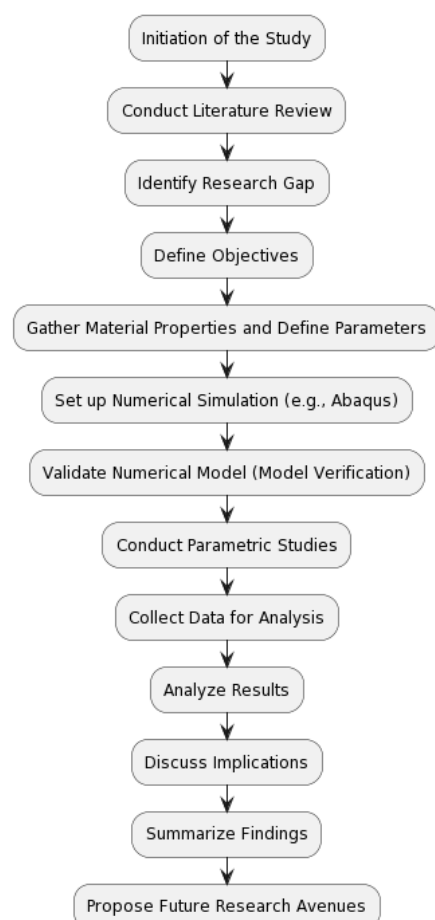 Initiation of the Study
Conduct Literature Review
Identify Research Gap
Define Objectives
Gather Material Properties and Define Parameters
Set up Numerical Simulation (e.g., Abaqus)
Validate Numerical Model (Model Verification)
Conduct Parametric Studies
Collect Data for Analysis
Analyze Results
Discuss Implications
Summarize Findings
Propose Future Research Avenues